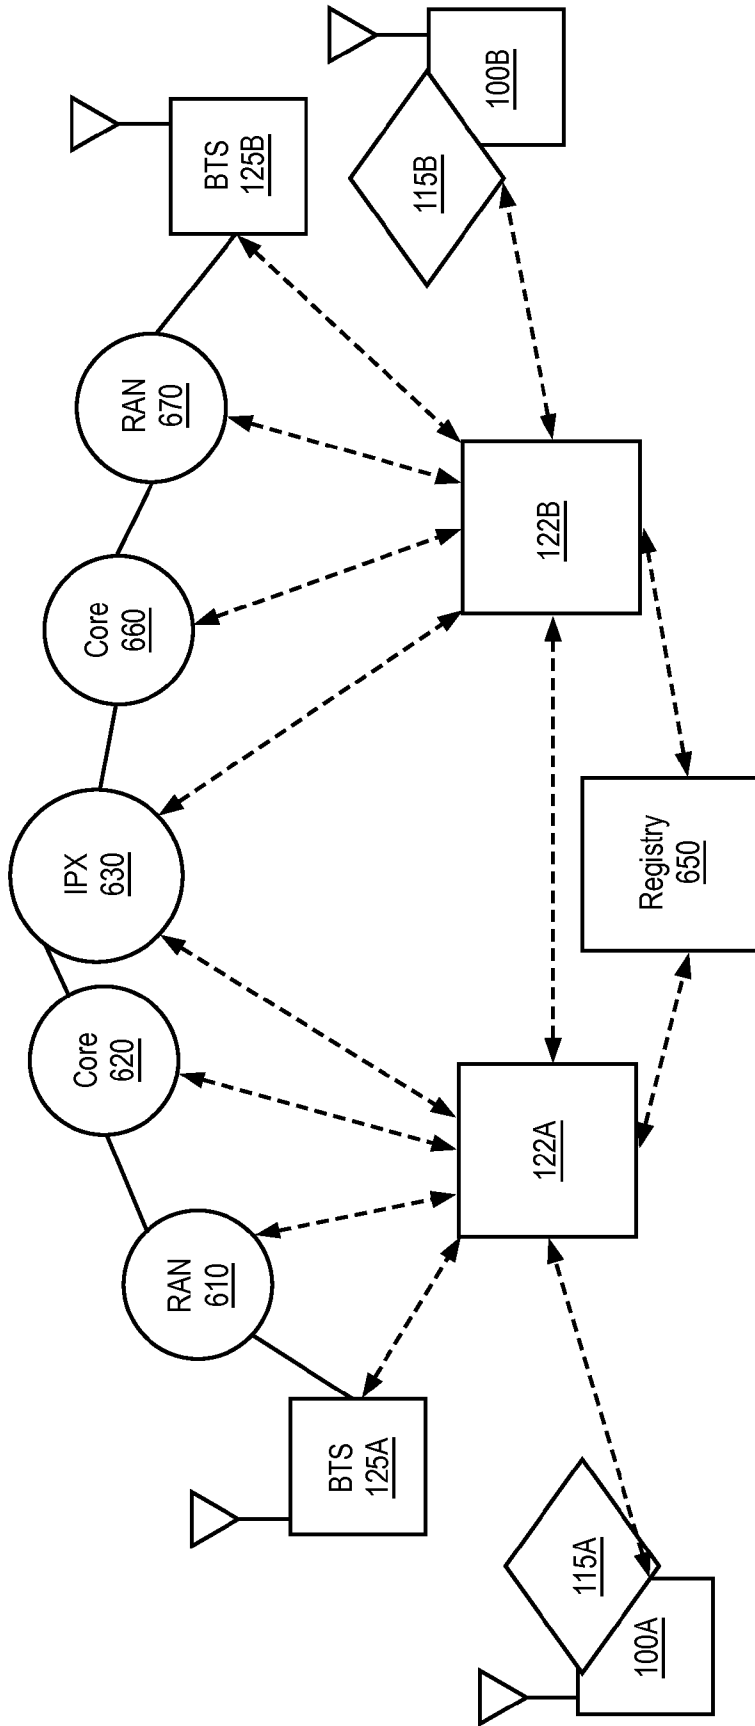 IPX
630
Core
620
Core
660
RAN
610
RAN
670
BTS
125A
BTS
125B
115A
100A
122A
122B
115B
100B
Registry
650